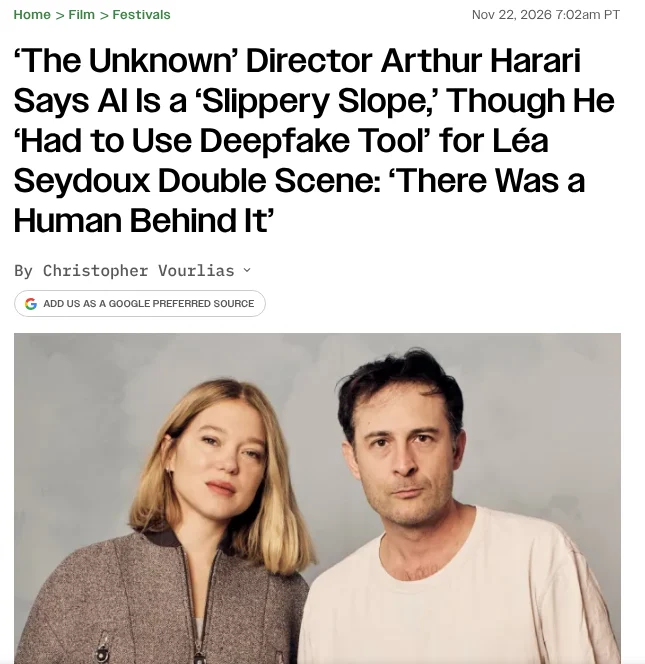 Home > Film > Festivals
Nov 22, 2026 7:02am PT
‘The Unknown’ Director Arthur Harari
Says AI Is a ‘Slippery Slope,’ Though He
‘Had to Use Deepfake Tool’ for Léa
Seydoux Double Scene: ‘There Was a
Human Behind It’
By Christopher Vourlias
ADD US AS A GOOGLE PREFERRED SOURCE